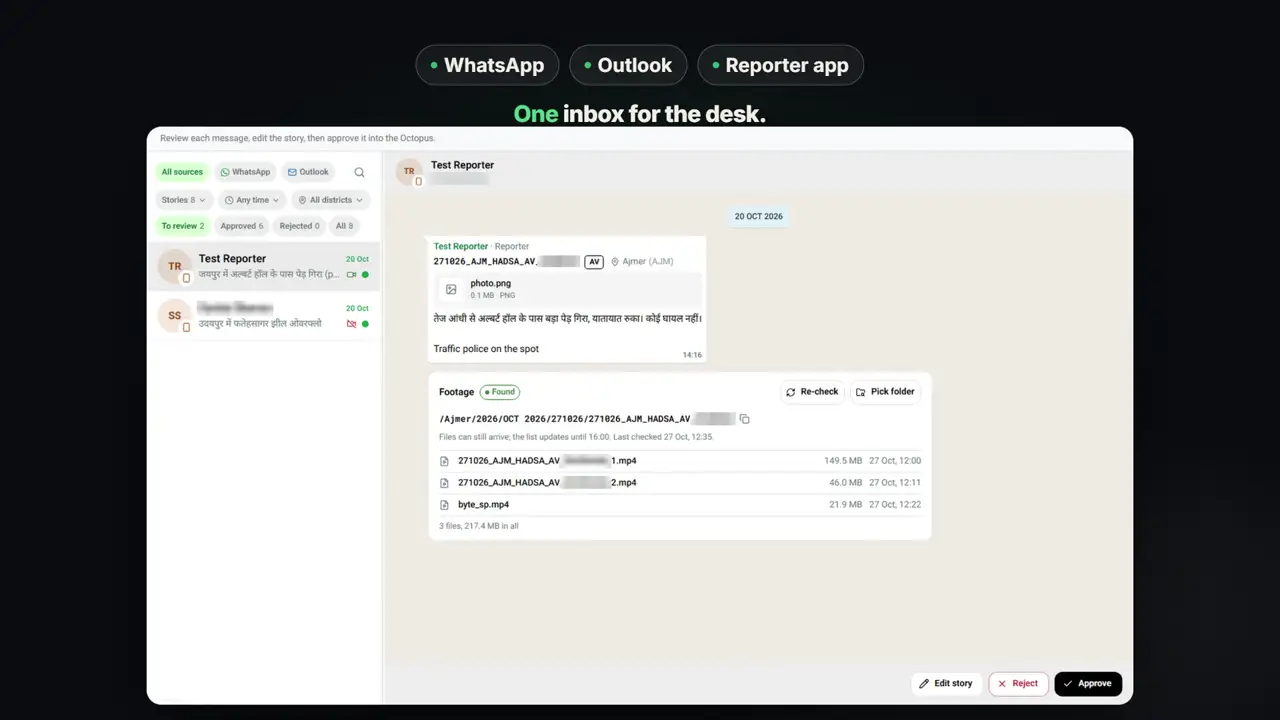 WhatsApp
Outlook
Reporter app
One inbox for the desk.
Review each message, edit the story, then approve it into the Octopus.
All sources
WhatsApp
Outlook
Stories 8
Any time
All districts
To review 2
Approved 6
Rejected 0
All 8
TR
Test Reporter
20 Oct
जयपुर में अल्बर्ट हॉल के पास पेड़ गिरा (p...
SS
20 Oct
उदयपुर में फतेहसागर झील ओवरफ्लो
TR
Test Reporter
20 OCT 2026
Test Reporter · Reporter
271026_AJM_HADSA_AV_ AV Ajmer (AJM)
photo.png
0.1 MB · PNG
तेज आंधी से अल्बर्ट हॉल के पास बड़ा पेड़ गिरा, यातायात रुका। कोई घायल नहीं।
Traffic police on the spot
14:16
Footage
Found
Re-check
Pick folder
/Ajmer/2026/OCT 2026/271026/271026_AJM_HADSA_AV_
Files can still arrive; the list updates until 16:00. Last checked 27 Oct, 12:35.
271026_AJM_HADSA_AV_ 1.mp4 149.5 MB 27 Oct, 12:00
271026_AJM_HADSA_AV_ 2.mp4 46.0 MB 27 Oct, 12:11
byte_sp.mp4 21.9 MB 27 Oct, 12:22
3 files, 217.4 MB in all
Edit story
Reject
Approve